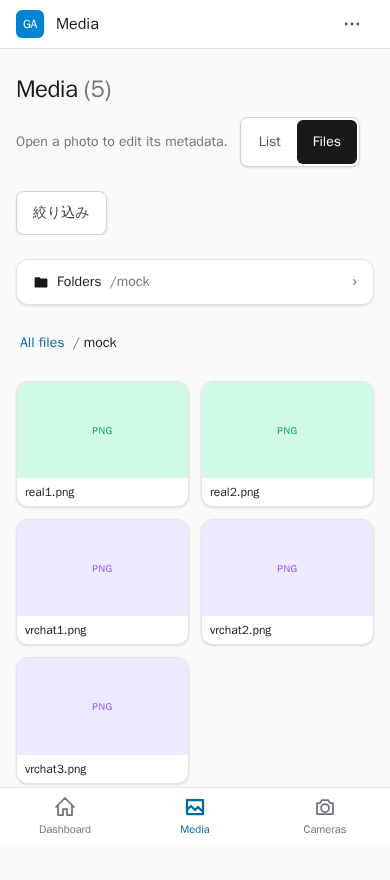 GA Media ...
Media (5)
Open a photo to edit its metadata. List Files
絞り込み
Folders /mock ›
All files / mock
PNG PNG
real1.png real2.png
PNG PNG
vrchat1.png vrchat2.png
PNG
vrchat3.png
Dashboard Media Cameras